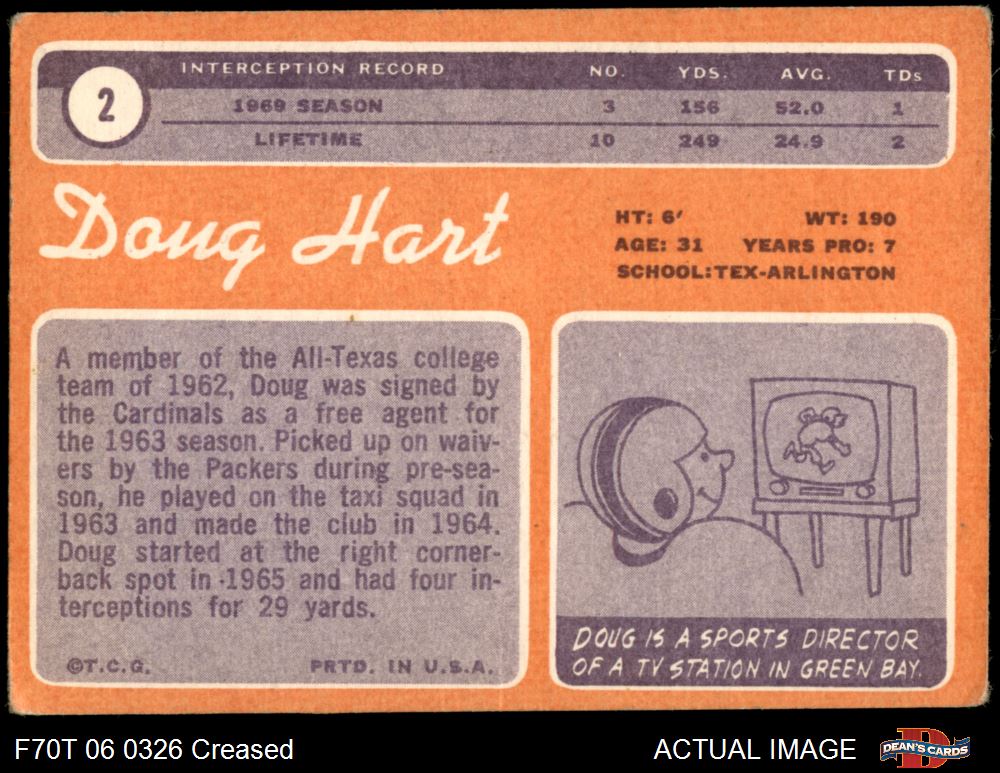 2
INTERCEPTION RECORD NO. YDS. AVG. TDs
1969 SEASON 3 156 52.0 1
LIFETIME 10 249 24.9 2
Doug Hart
HT: 6′ WT: 190
AGE: 31 YEARS PRO: 7
SCHOOL:TEX-ARLINGTON
A member of the All-Texas college
team of 1962, Doug was signed by
the Cardinals as a free agent for
the 1963 season. Picked up on waiv-
ers by the Packers during pre-sea-
son, he played on the taxi squad in
1963 and made the club in 1964.
Doug started at the right corner-
back spot in 1965 and had four in-
terceptions for 29 yards.
©T.C.G. PRTD. IN U.S.A.
DOUG IS A SPORTS DIRECTOR
OF A TV STATION IN GREEN BAY.
F70T 06 0326 Creased
ACTUAL IMAGE
D
DEAN'S CARDS